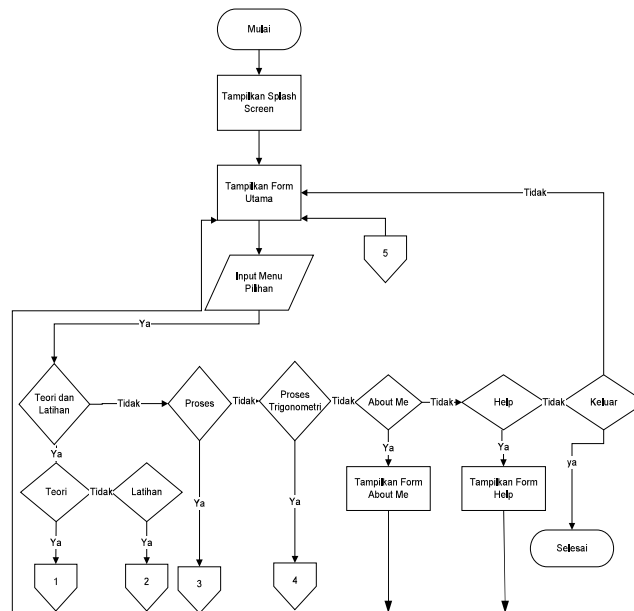 Mulai
Tampilkan Splash
Screen
Tampilkan Form
Utama
Tidak
5
Input Menu
Pilihan
Ya
Teori dan
Latihan
Tidak
Proses
Tidak
Proses
Trigonometri
Tidak
About Me
Tidak
Help
Tidak
Keluar
Ya
Ya
Ya
Teori
Tidak
Latihan
Tampilkan Form
About Me
Tampilkan Form
Help
ya
Ya
Ya
Ya
Ya
Selesai
1
2
3
4